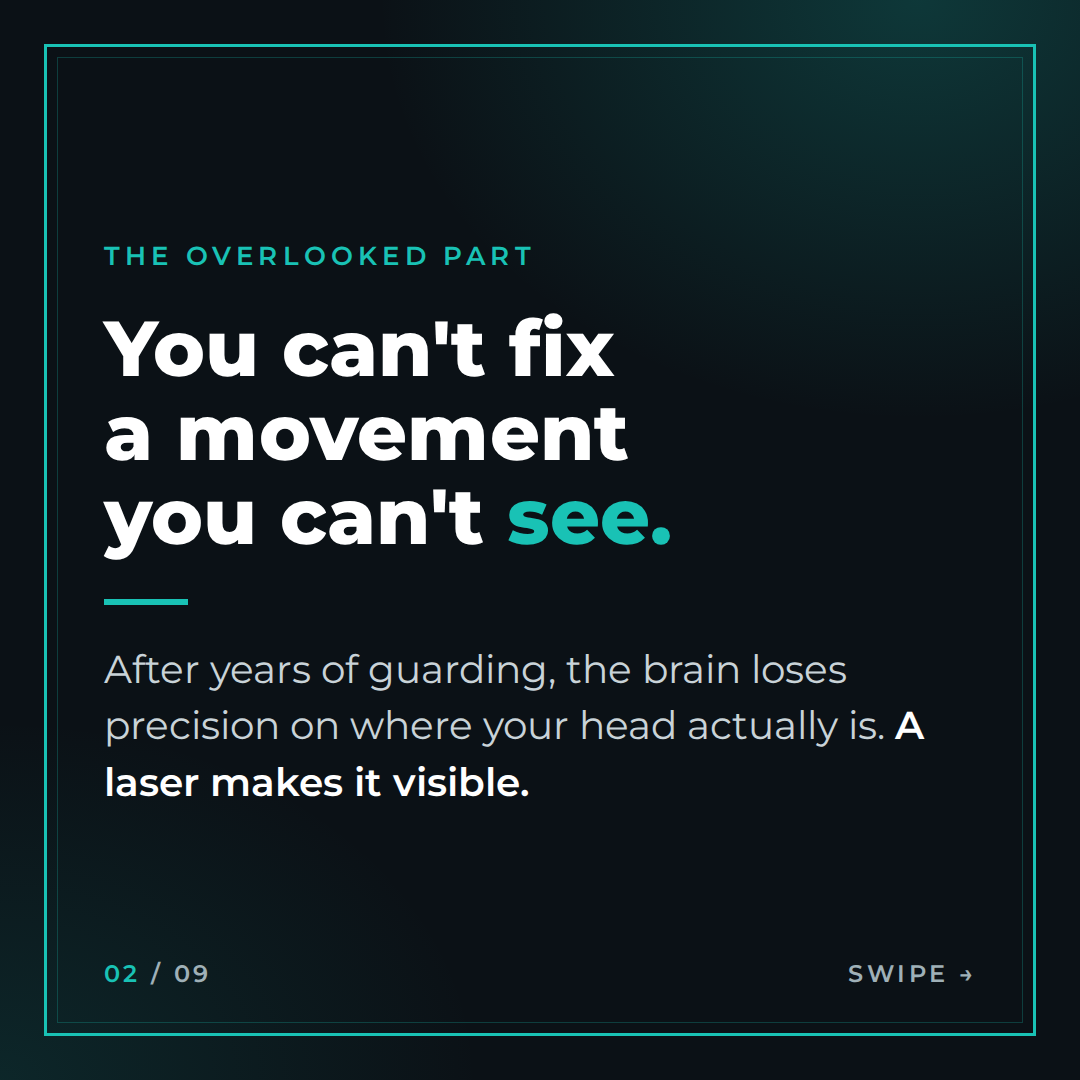 THE OVERLOOKED PART
You can't fix
a movement
you can't see.
After years of guarding, the brain loses
precision on where your head actually is. A
laser makes it visible.
02 / 09
SWIPE →